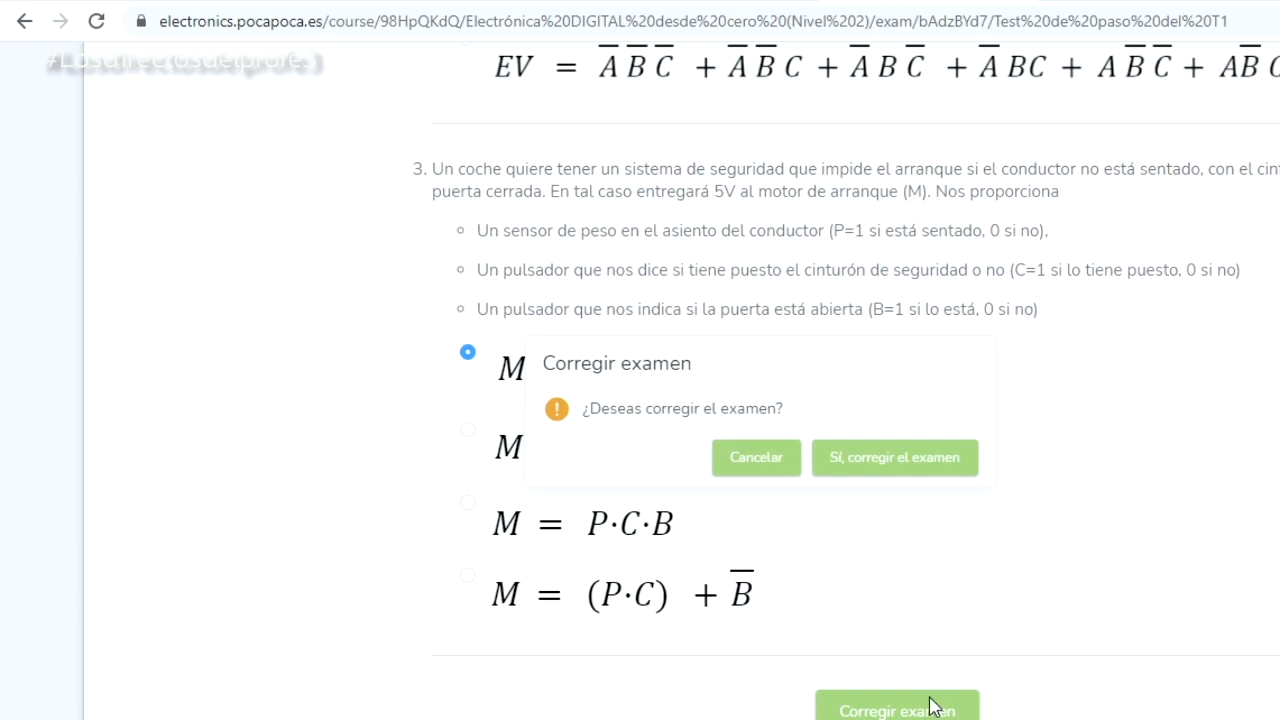 electronics.pocapoca.es/course/98HpQKdQ/Electrónica%20DIGITAL%20desde%20cero%20(Nivel%202)/exam/bAdzBYd7/Test%20de%20paso%20del%20T1
#Losdirectosdelprofe
EV = A̅ B̅ C̅ + A̅ B̅ C + A̅ B C̅ + A̅ BC + A B̅ C̅ + AB̅ C
3. Un coche quiere tener un sistema de seguridad que impide el arranque si el conductor no está sentado, con el cin
puerta cerrada. En tal caso entregará 5V al motor de arranque (M). Nos proporciona
Un sensor de peso en el asiento del conductor (P=1 si está sentado, 0 si no),
Un pulsador que nos dice si tiene puesto el cinturón de seguridad o no (C=1 si lo tiene puesto, 0 si no)
Un pulsador que nos indica si la puerta está abierta (B=1 si lo está, 0 si no)
M
Corregir examen
¿Deseas corregir el examen?
M
Cancelar Sí, corregir el examen
M = P·C·B
M = (P·C) + B̅
Corregir examen